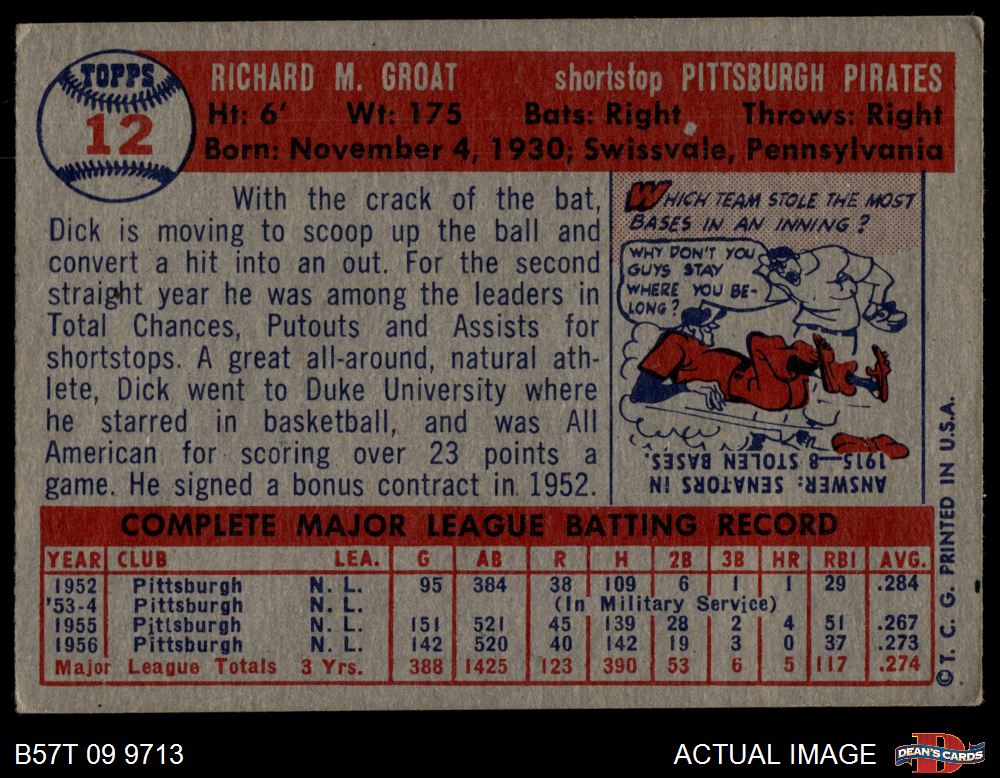 TOPPS
12
RICHARD M. GROAT shortstop PITTSBURGH PIRATES
Ht: 6' Wt: 175 Bats: Right Throws: Right
Born: November 4, 1930; Swissvale, Pennsylvania
With the crack of the bat,
Dick is moving to scoop up the ball and
convert a hit into an out. For the second
straight year he was among the leaders in
Total Chances, Putouts and Assists for
shortstops. A great all-around, natural ath-
lete, Dick went to Duke University where
he starred in basketball, and was All
American for scoring over 23 points a
game. He signed a bonus contract in 1952.
WHICH TEAM STOLE THE MOST
BASES IN AN INNING?
WHY DON'T YOU
GUYS STAY
WHERE YOU BE-
LONG?
ANSWER: SENATORS IN
1915—8 STOLEN BASES.
COMPLETE MAJOR LEAGUE BATTING RECORD
YEAR CLUB LEA. G AB R H 2B 3B HR RBI AVG.
1952 Pittsburgh N. L. 95 384 38 109 6 1 1 29 .284
'53-4 Pittsburgh N. L. (In Military Service)
1955 Pittsburgh N. L. 151 521 45 139 28 2 4 51 .267
1956 Pittsburgh N. L. 142 520 40 142 19 3 0 37 .273
Major League Totals 3 Yrs. 388 1425 123 390 53 6 5 117 .274
© T. C. G. PRINTED IN U.S.A.
B57T 09 9713 ACTUAL IMAGE
DEAN'S CARDS